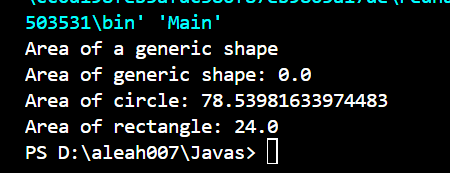 503531\bin' 'Main'
Area of a generic shape
Area of generic shape: 0.0
Area of circle: 78.53981633974483
Area of rectangle: 24.0
PS D:\aleah007\Javas>